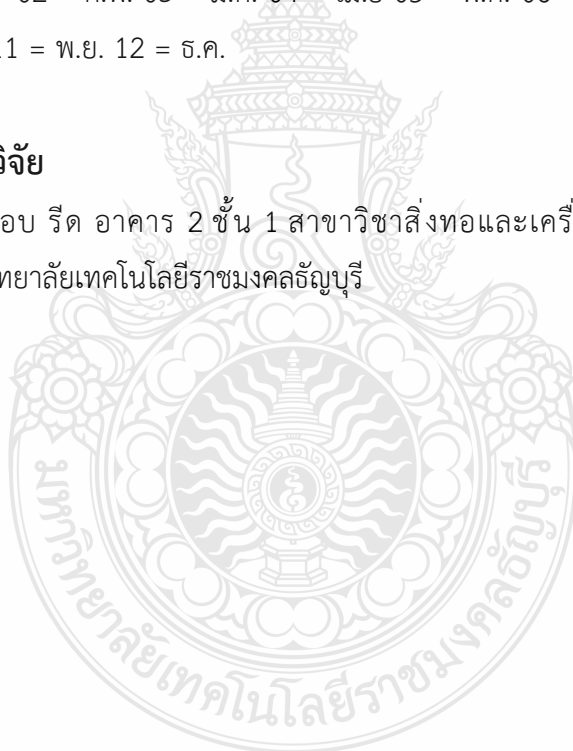 11 = พ.ย. 12 = ธ.ค.
วิจัย
อบ รีด อาคาร 2 ชั้น 1 สาขาวิชาสิ่งทอและเครื่
ทยาลัยเทคโนโลยีราชมงคลธัญบุรี
มหาวิทยาลัยเทคโนโลยีราชมงคลธัญบุรี